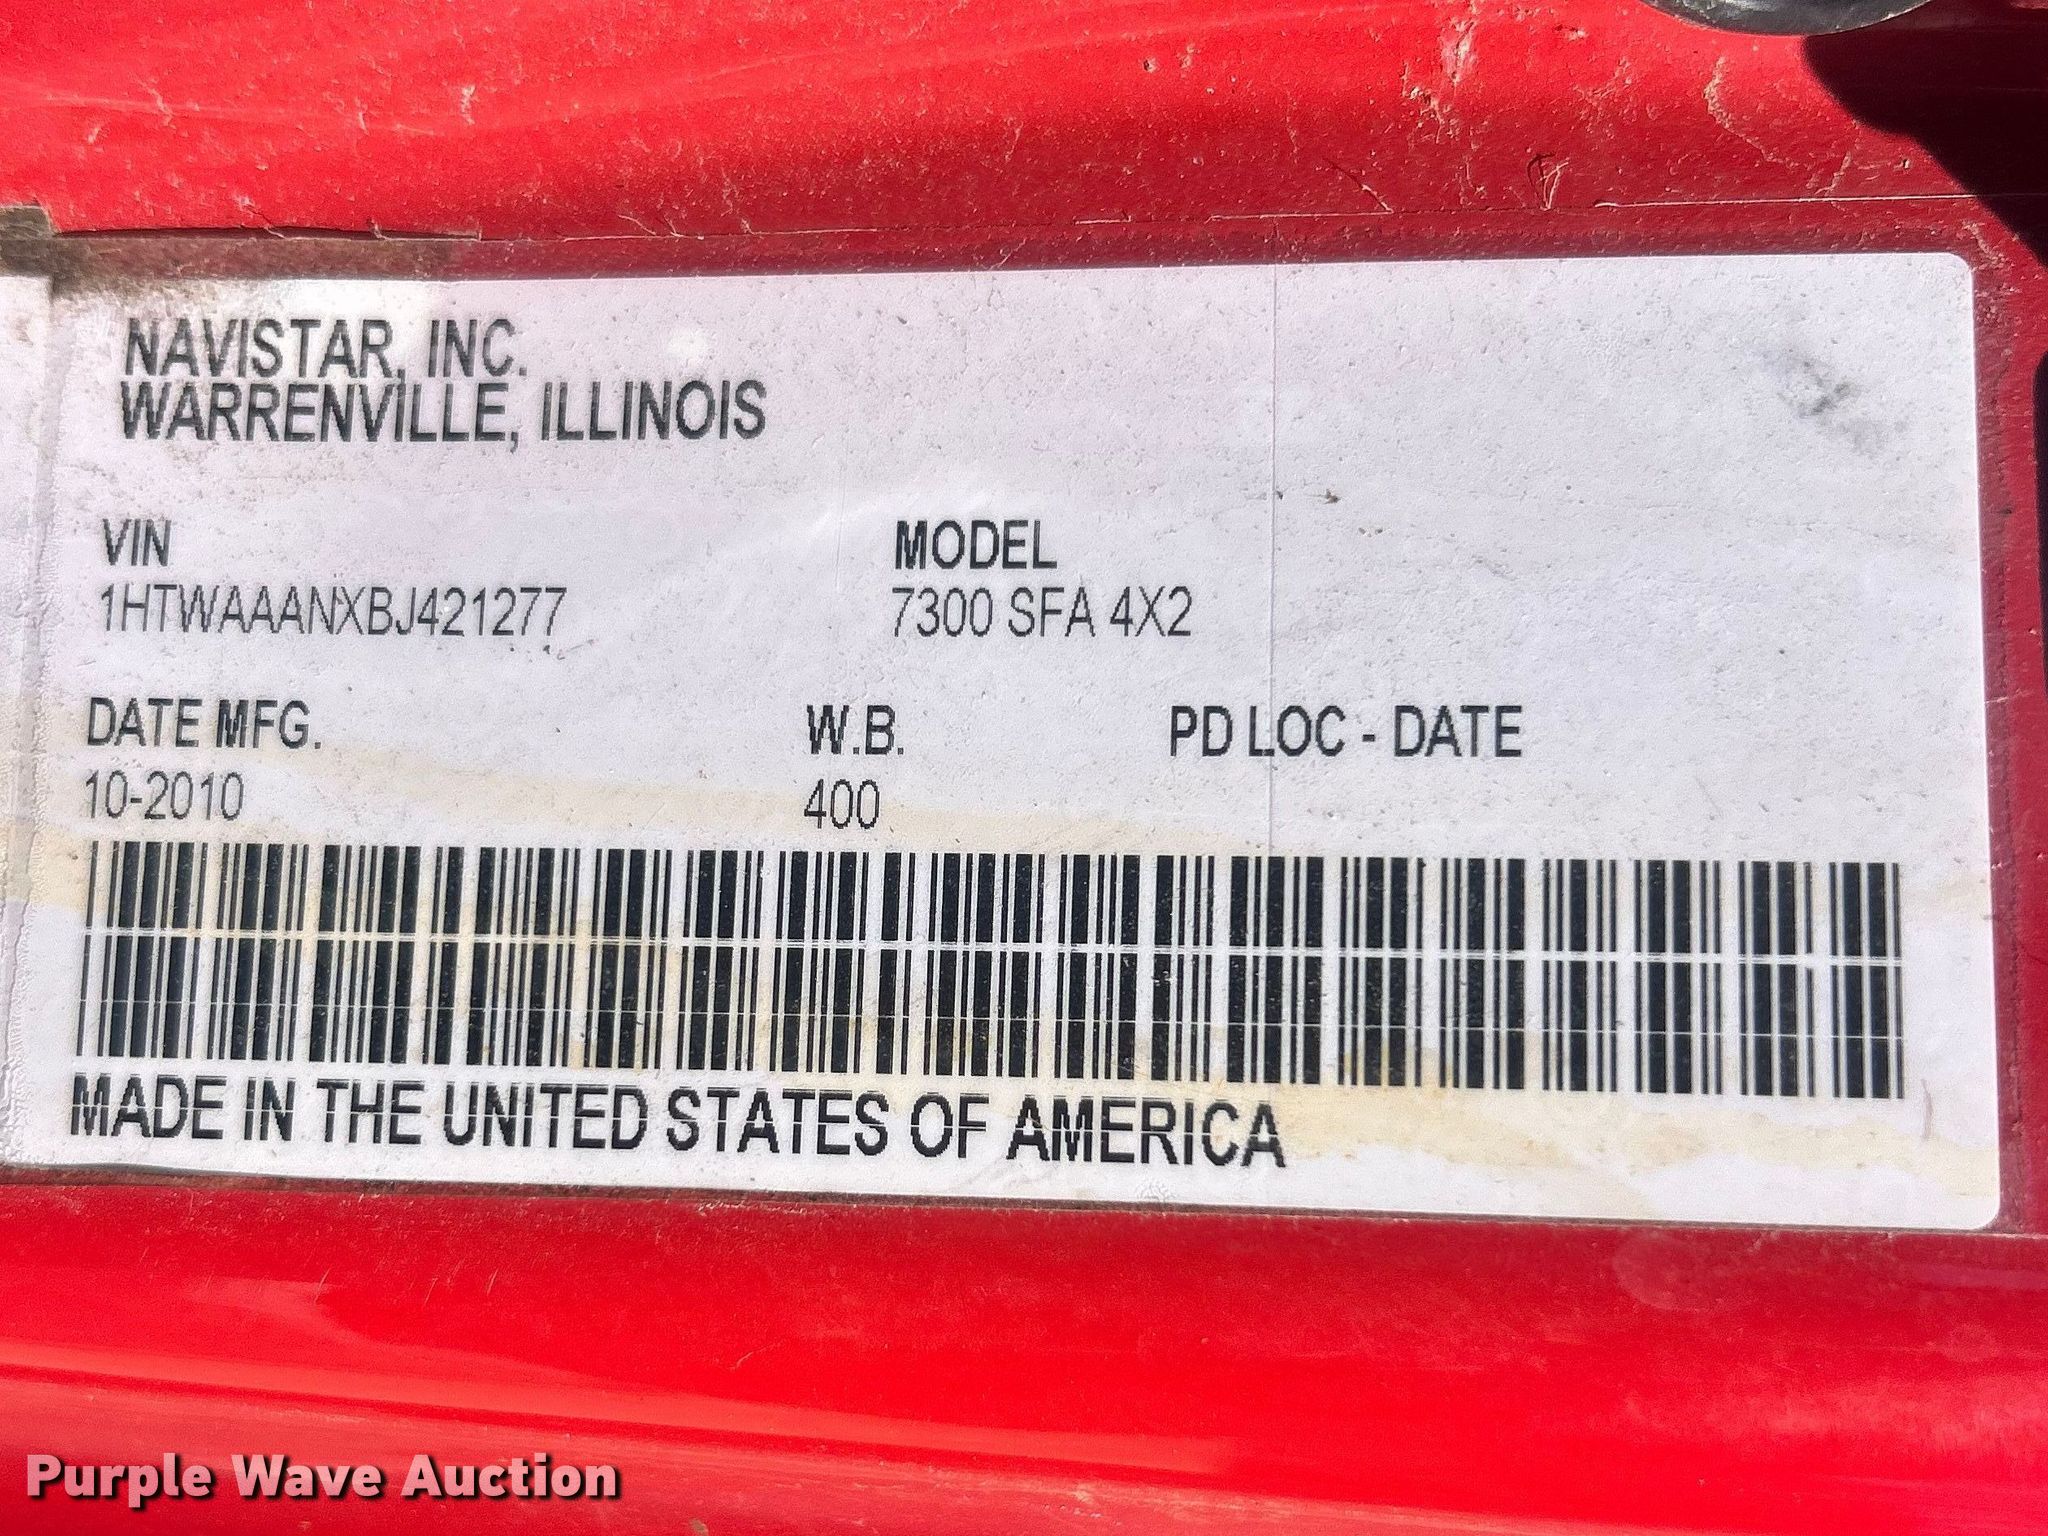 NAVISTAR, INC.
WARRENVILLE, ILLINOIS
VIN MODEL
1HTWAAANXBJ421277 7300 SFA 4X2
DATE MFG. W.B. PD LOC - DATE
10-2010 400
MADE IN THE UNITED STATES OF AMERICA
Purple Wave Auction